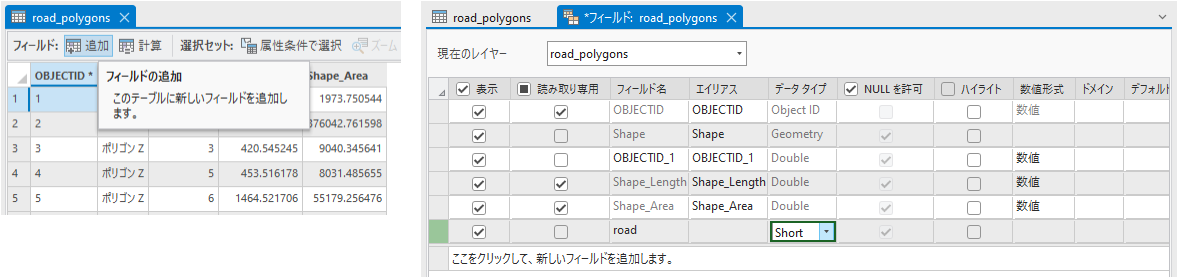 road_polygons
フィールド: 追加 計算 選択セット: 属性条件で選択 ズーム
OBJECTID * Shape_Area
フィールドの追加
このテーブルに新しいフィールドを追加し
ます。
1 1 1973.750544
2 2 376042.761598
3 3 ポリゴン Z 3 420.545245 9040.345641
4 4 ポリゴン Z 5 453.516178 8031.485655
5 5 ポリゴン Z 6 1464.521706 55179.256476
road_polygons *フィールド: road_polygons
現在のレイヤー road_polygons
表示 読み取り専用 フィールド名 エイリアス データ タイプ NULL を許可 ハイライト 数値形式 ドメイン デフォルト
OBJECTID OBJECTID Object ID 数値
Shape Shape Geometry
OBJECTID_1 OBJECTID_1 Double 数値
Shape_Length Shape_Length Double 数値
Shape_Area Shape_Area Double 数値
road Short
ここをクリックして、新しいフィールドを追加します。